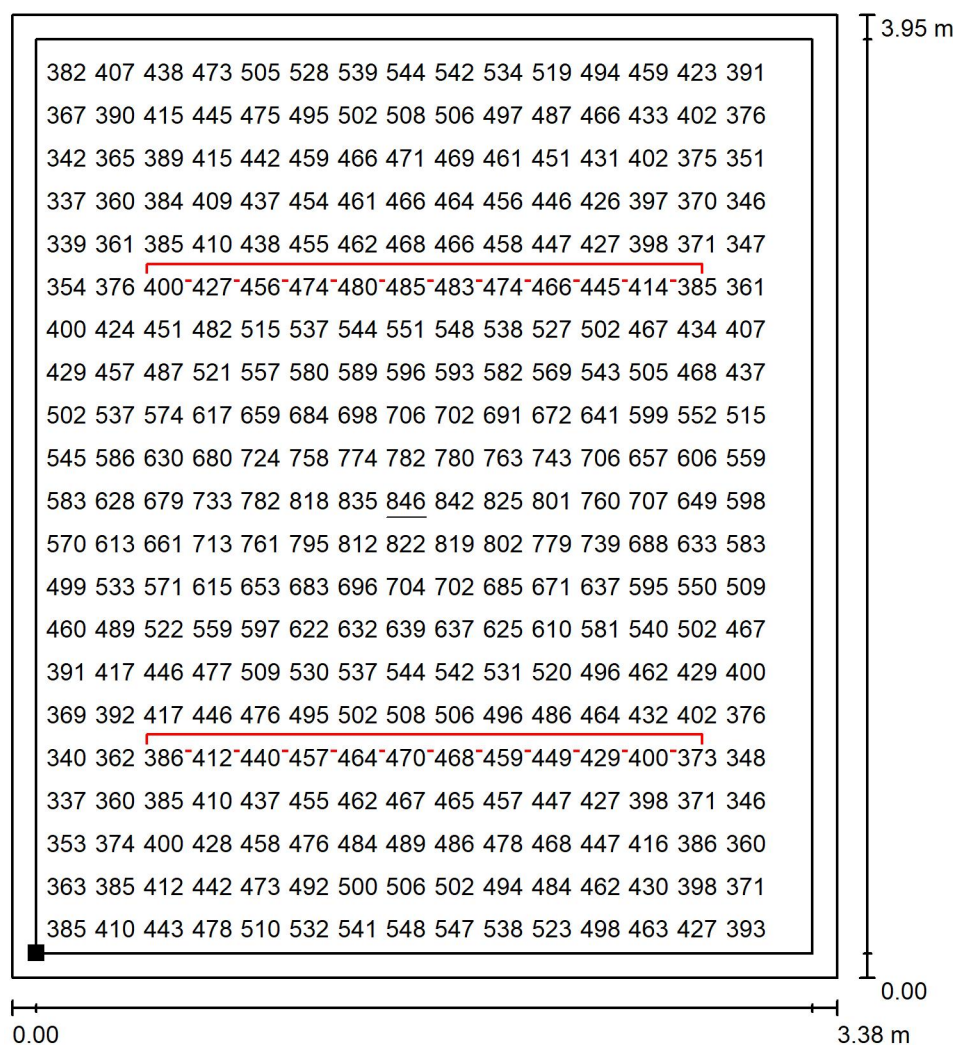 3.95 m
382 407 438 473 505 528 539 544 542 534 519 494 459 423 391
367 390 415 445 475 495 502 508 506 497 487 466 433 402 376
342 365 389 415 442 459 466 471 469 461 451 431 402 375 351
337 360 384 409 437 454 461 466 464 456 446 426 397 370 346
339 361 385 410 438 455 462 468 466 458 447 427 398 371 347
354 376 400 427 456 474 480 485 483 474 466 445 414 385 361
400 424 451 482 515 537 544 551 548 538 527 502 467 434 407
429 457 487 521 557 580 589 596 593 582 569 543 505 468 437
502 537 574 617 659 684 698 706 702 691 672 641 599 552 515
545 586 630 680 724 758 774 782 780 763 743 706 657 606 559
583 628 679 733 782 818 835 846 842 825 801 760 707 649 598
570 613 661 713 761 795 812 822 819 802 779 739 688 633 583
499 533 571 615 653 683 696 704 702 685 671 637 595 550 509
460 489 522 559 597 622 632 639 637 625 610 581 540 502 467
391 417 446 477 509 530 537 544 542 531 520 496 462 429 400
369 392 417 446 476 495 502 508 506 496 486 464 432 402 376
340 362 386 412 440 457 464 470 468 459 449 429 400 373 348
337 360 385 410 437 455 462 467 465 457 447 427 398 371 346
353 374 400 428 458 476 484 489 486 478 468 447 416 386 360
363 385 412 442 473 492 500 506 502 494 484 462 430 398 371
385 410 443 478 510 532 541 548 547 538 523 498 463 427 393
0.00
0.00 3.38 m